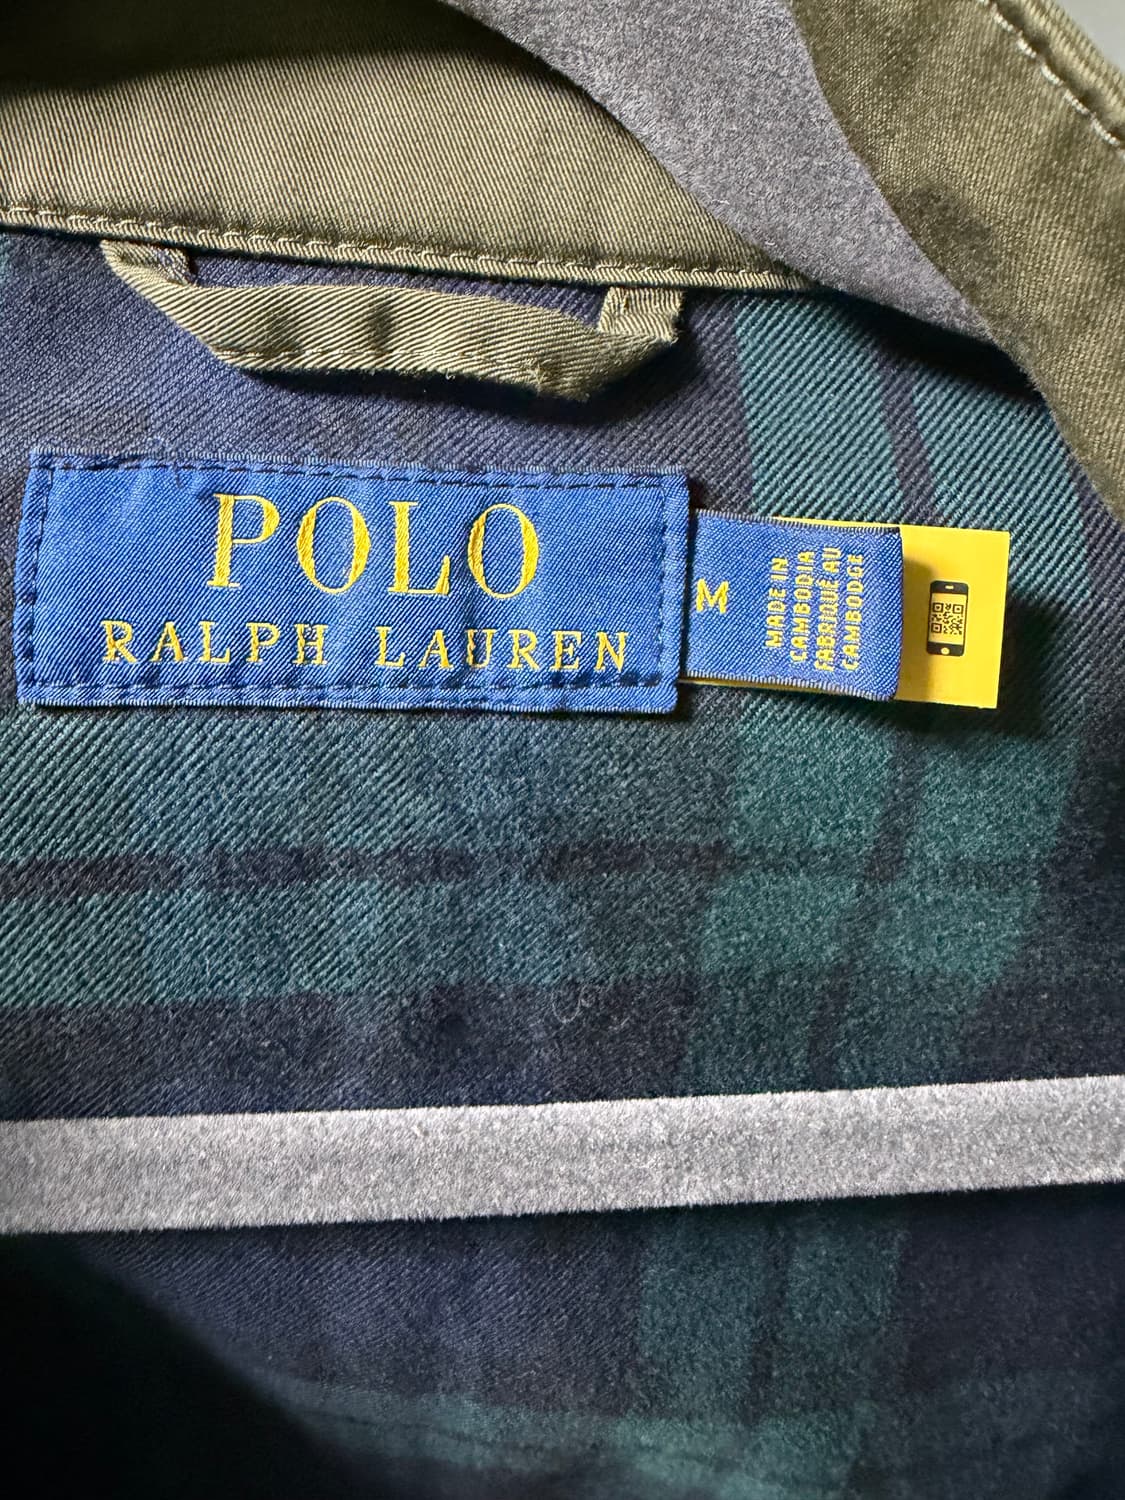 POLO
RALPH LAUREN
M
MADE IN
CAMBODIA
FABRIQUÉ AU
CAMBODGE